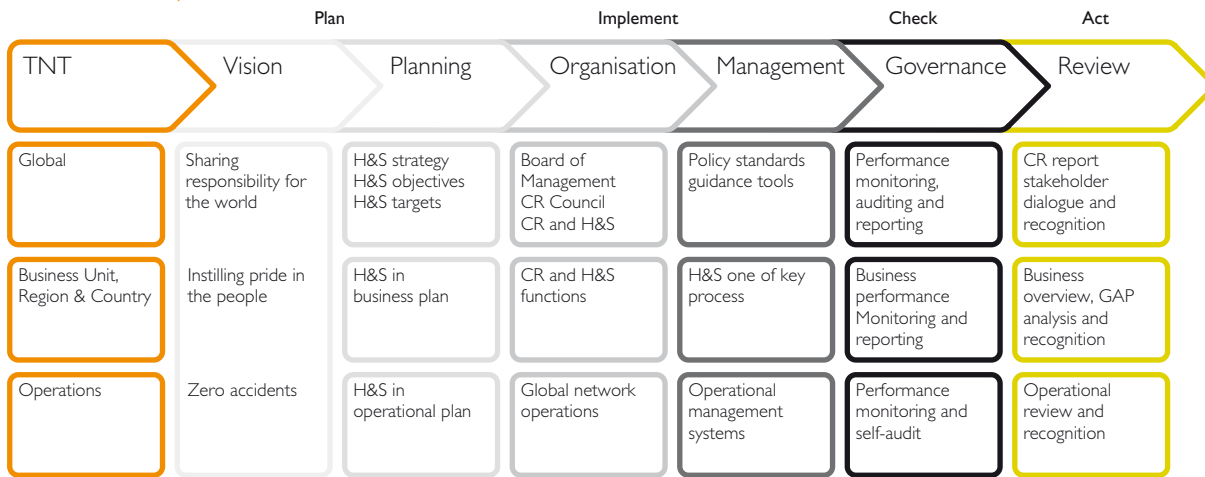 Plan
Implement
Check
Act
TNT
Vision
Planning
Organisation
Management
Governance
Review
Global
Sharing
responsibility for
the world
H&S strategy
H&S objectives
H&S targets
Board of
Management
CR Council
CR and H&S
Policy standards
guidance tools
Performance
monitoring,
auditing and
reporting
CR report
stakeholder
dialogue and
recognition
Business Unit,
Region & Country
Instilling pride in
the people
H&S in
business plan
CR and H&S
functions
H&S one of key
process
Business
performance
Monitoring and
reporting
Business
overview, GAP
analysis and
recognition
Operations
Zero accidents
H&S in
operational plan
Global network
operations
Operational
management
systems
Performance
monitoring and
self-audit
Operational
review and
recognition